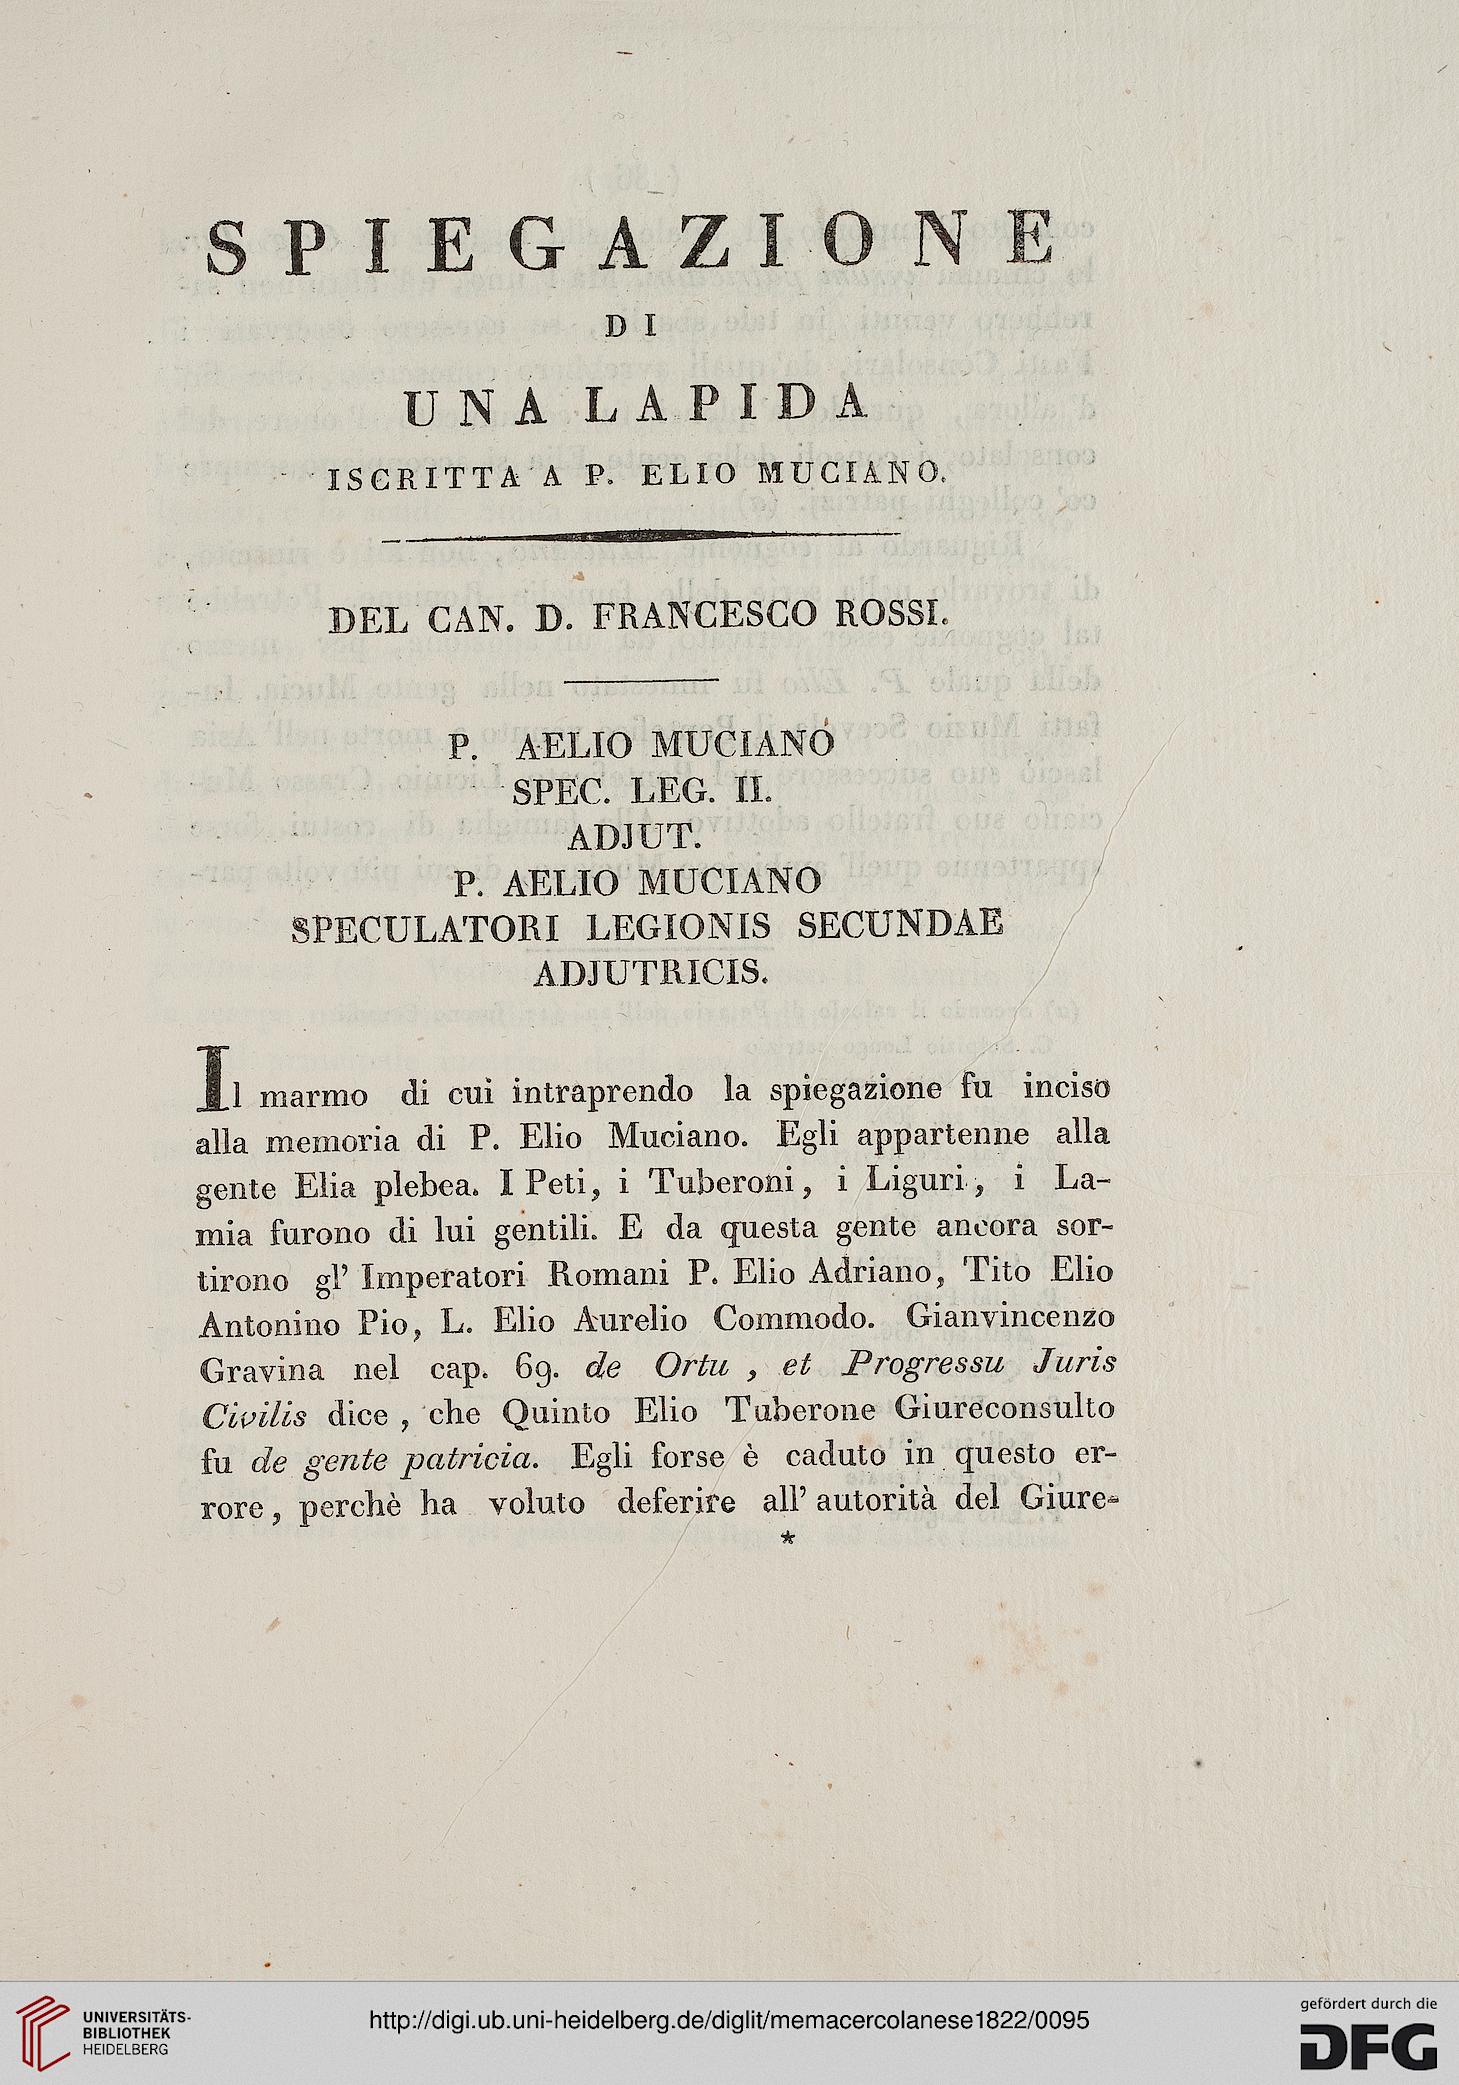 SPIEGAZIONE
DI
UNA LAPIDA
ISCRITTA A P. ELIO MUCIANO.
DEL CAN. D. FRANCESCO ROSSI.
P. AELIO MUCIANO
SPEC. LEG. II.
ADJUT.
P. AELIO MUCIANO
SPECULATORI LEGIONIS SECUNDAE
ADJUTRICIS.
Il marmo di cui intraprendo la spiegazione fu inciso
alla memoria di P. Elio Muciano. Egli appartenne alla
gente Elia plebea. I Peti, i Tuberoni, i Liguri, i La-
mia furono di lui gentili. E da questa gente ancora sor-
tirono gl' Imperatori Romani P. Elio Adriano, Tito Elio
Antonino Pio, L. Elio Aurelio Commodo. Gianvincenzo
Gravina nel cap. 69. de Ortu , et Progressu Juris
Civilis dice , che Quinto Elio Tuberone Giureconsulto
fu de gente patricia. Egli forse è caduto in questo er-
rore, perchè ha voluto deferire all' autorità del Giure-
*
UNIVERSITÄTS-
BIBLIOTHEK
HEIDELBERG
http://digi.ub.uni-heidelberg.de/diglit/memacercolanese1822/0095
gefördert durch die
DFG